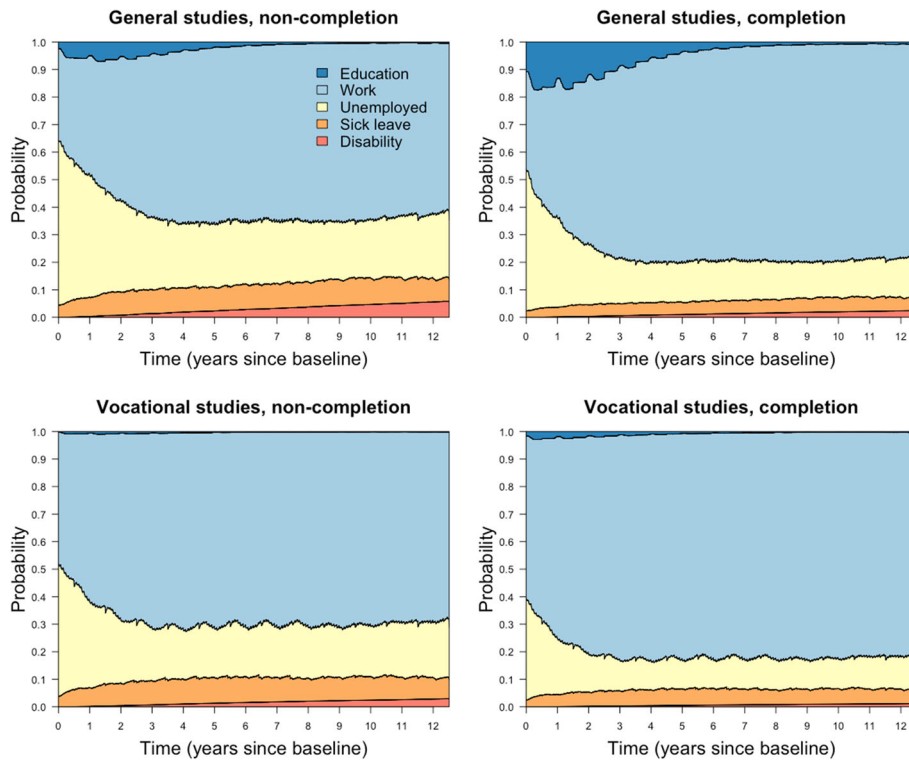 General studies, non-completion
General studies, completion
Probability
1.0
0.9
0.8
0.7
0.6
0.5
0.4
0.3
0.2
0.1
0.0
Education
Work
Unemployed
Sick leave
Disability
0 1 2 3 4 5 6 7 8 9 10 11 12
Time (years since baseline)
Probability
1.0
0.9
0.8
0.7
0.6
0.5
0.4
0.3
0.2
0.1
0.0
0 1 2 3 4 5 6 7 8 9 10 11 12
Time (years since baseline)
Vocational studies, non-completion
Vocational studies, completion
Probability
1.0
0.9
0.8
0.7
0.6
0.5
0.4
0.3
0.2
0.1
0.0
0 1 2 3 4 5 6 7 8 9 10 11 12
Time (years since baseline)
Probability
1.0
0.9
0.8
0.7
0.6
0.5
0.4
0.3
0.2
0.1
0.0
0 1 2 3 4 5 6 7 8 9 10 11 12
Time (years since baseline)